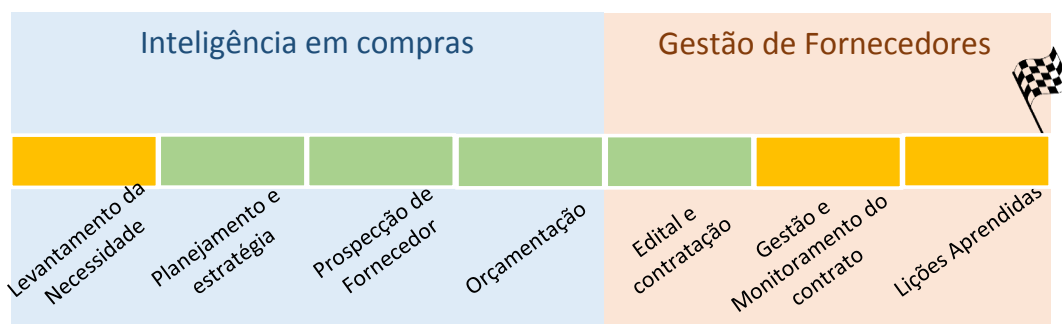 Inteligência em compras
Gestão de Fornecedores
Levantamento da
Necessidade
Planejamento e
estratégia
Prospecção de
Fornecedor
Orçamentação
Edital e
contratação
Gestão e
Monitoramento do
contrato
Lições Aprendidas